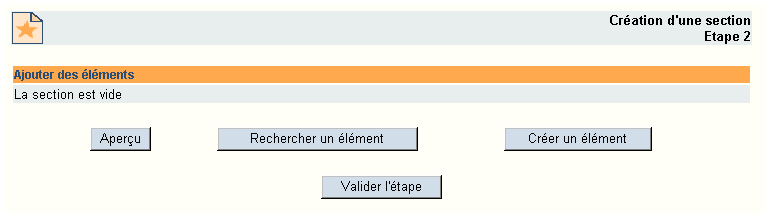 Création d'une section
Etape 2
Ajouter des éléments
La section est vide
Aperçu
Rechercher un élément
Créer un élément
Valider l'étape